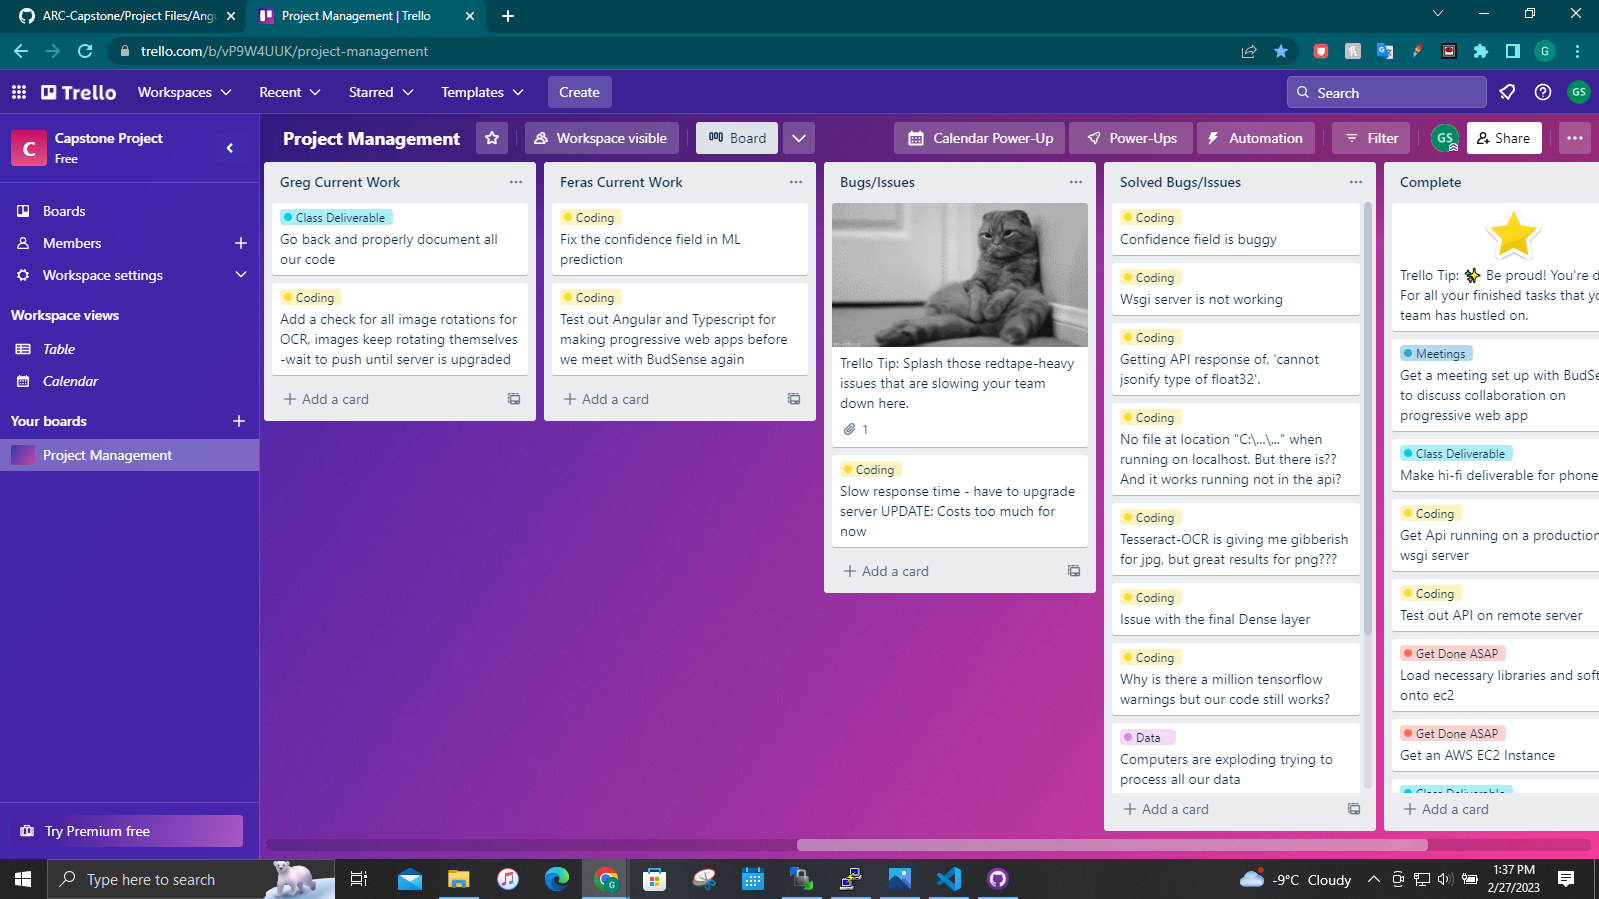 ARC-Capstone/Project Files/Angu
Project Management | Trello
trello.com/b/vP9W4UUK/project-management
G
Trello
Workspaces
Recent
Starred
Templates
Create
Search
GS
C
Capstone Project
Free
Project Management
Workspace visible
Board
Calendar Power-Up
Power-Ups
Automation
Filter
GS
Share
Boards
Members
Workspace settings
Workspace views
Table
Calendar
Your boards
Project Management
Try Premium free
Greg Current Work
Class Deliverable
Go back and properly document all
our code
Coding
Add a check for all image rotations for
OCR, images keep rotating themselves
-wait to push until server is upgraded
Add a card
Feras Current Work
Coding
Fix the confidence field in ML
prediction
Coding
Test out Angular and Typescript for
making progressive web apps before
we meet with BudSense again
Add a card
Bugs/Issues
Trello Tip: Splash those redtape-heavy
issues that are slowing your team
down here.
1
Coding
Slow response time - have to upgrade
server UPDATE: Costs too much for
now
Add a card
Solved Bugs/Issues
Coding
Confidence field is buggy
Coding
Wsgi server is not working
Coding
Getting API response of, 'cannot
jsonify type of float32'.
Coding
No file at location "C:\...\..." when
running on localhost. But there is??
And it works running not in the api?
Coding
Tesseract-OCR is giving me gibberish
for jpg, but great results for png???
Coding
Issue with the final Dense layer
Coding
Why is there a million tensorflow
warnings but our code still works?
Data
Computers are exploding trying to
process all our data
Add a card
Complete
Trello Tip: ✨ Be proud! You're d
For all your finished tasks that yo
team has hustled on.
Meetings
Get a meeting set up with BudSe
to discuss collaboration on
progressive web app
Class Deliverable
Make hi-fi deliverable for phone
Coding
Get Api running on a production
wsgi server
Coding
Test out API on remote server
Get Done ASAP
Load necessary libraries and soft
onto ec2
Get Done ASAP
Get an AWS EC2 Instance
Class Deliverable
Add a card
Type here to search
-9°C Cloudy
1:37 PM
2/27/2023